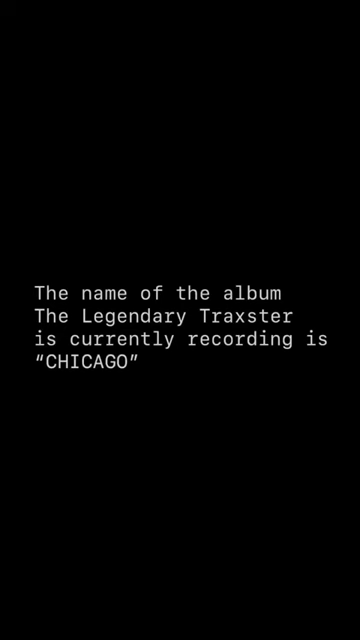 The name of the album
The Legendary Traxster
is currently recording is
“CHICAGO”